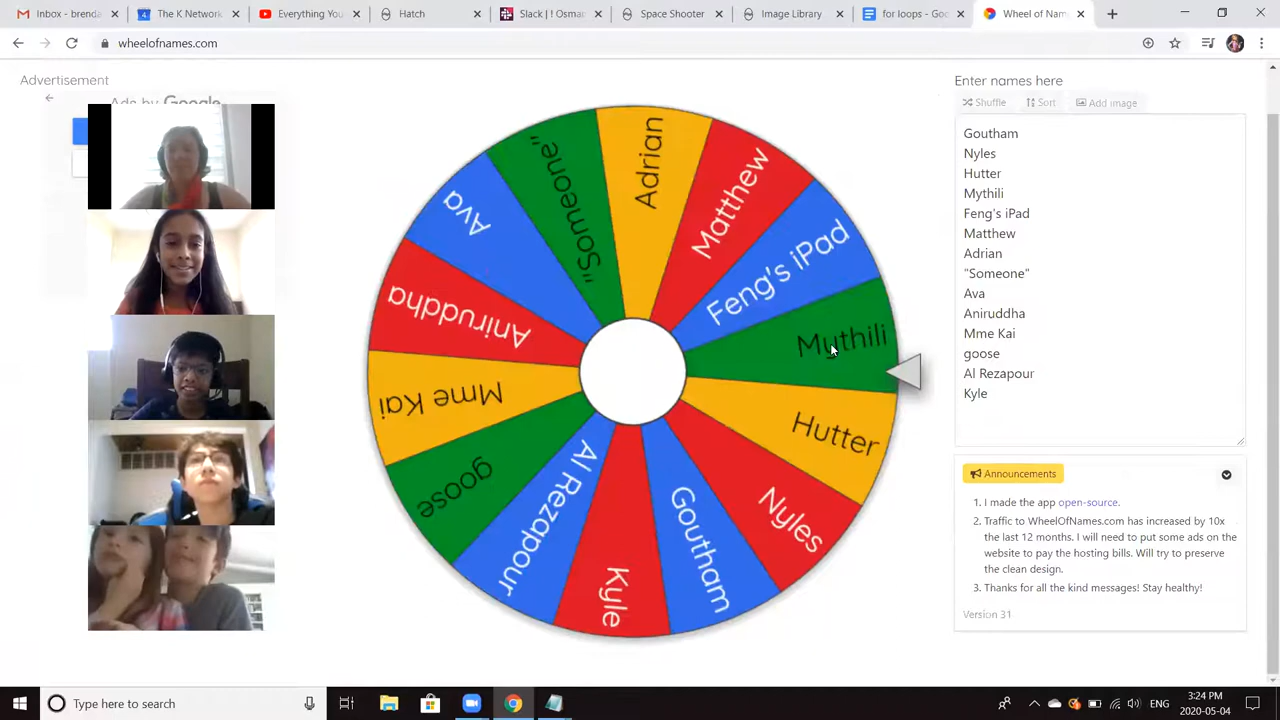 Inbox - brenda
The K Network
Everything You
Hatch
Slack | Osman
Space Shooter
Image Library
for loops - Goo
Wheel of Nam
wheelofnames.com
Advertisement
Ads by Google
Adrian
Matthew
Feng's iPad
Mythili
Hutter
Nyles
Goutham
Kyle
Al Rezapour
goose
Mme Kai
Aniruddha
Ava
"Someone"
Enter names here
Shuffle Sort Add image
Goutham
Nyles
Hutter
Mythili
Feng's iPad
Matthew
Adrian
"Someone"
Ava
Aniruddha
Mme Kai
goose
Al Rezapour
Kyle
Announcements
1. I made the app open-source.
2. Traffic to WheelOfNames.com has increased by 10x
the last 12 months. I will need to put some ads on the
website to pay the hosting bills. Will try to preserve
the clean design.
3. Thanks for all the kind messages! Stay healthy!
Version 31
Type here to search
ENG
3:24 PM
2020-05-04